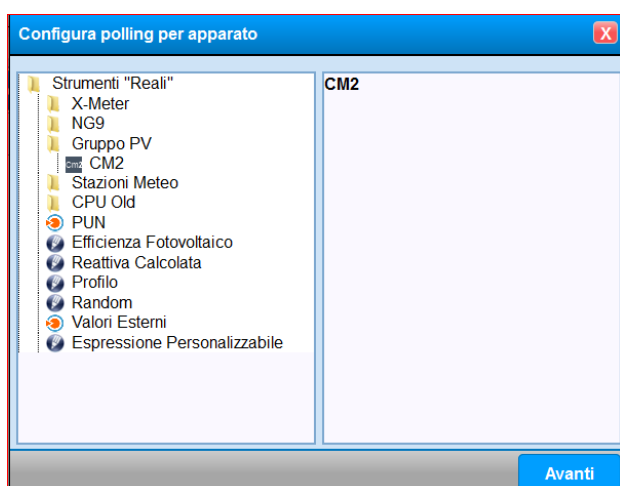 Configura polling per apparato
X
Strumenti "Reali"
X-Meter
NG9
Gruppo PV
Cm2 CM2
Stazioni Meteo
CPU Old
PUN
Efficienza Fotovoltaico
Reattiva Calcolata
Profilo
Random
Valori Esterni
Espressione Personalizzabile
CM2
Avanti